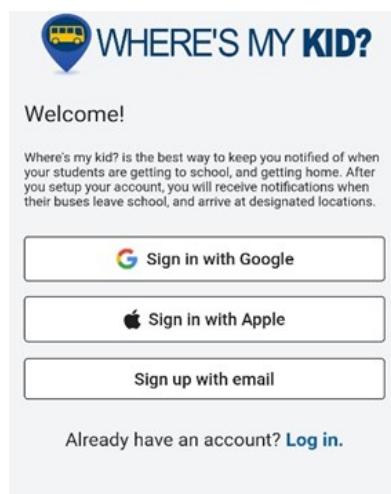 WHERE'S MY KID?
Welcome!
Where's my kid? is the best way to keep you notified of when
your students are getting to school, and getting home. After
you setup your account, you will receive notifications when
their buses leave school, and arrive at designated locations.
Sign in with Google
Sign in with Apple
Sign up with email
Already have an account? Log in.